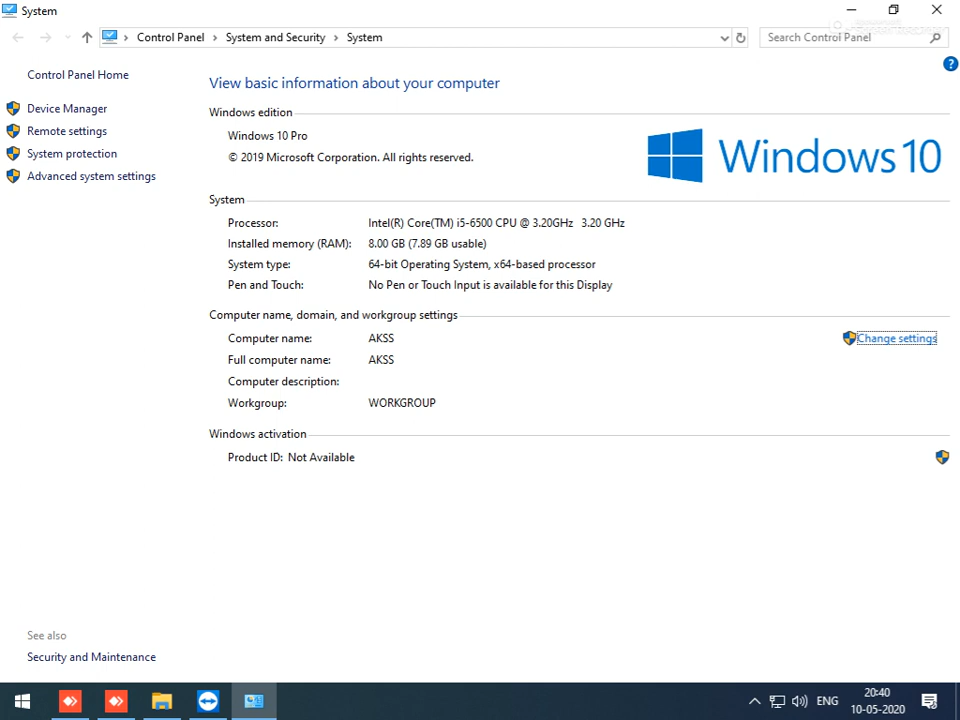 System
Control Panel > System and Security > System
Search Control Panel
Control Panel Home
Device Manager
Remote settings
System protection
Advanced system settings
View basic information about your computer
Windows edition
Windows 10 Pro
© 2019 Microsoft Corporation. All rights reserved.
Windows 10
System
Processor: Intel(R) Core(TM) i5-6500 CPU @ 3.20GHz 3.20 GHz
Installed memory (RAM): 8.00 GB (7.89 GB usable)
System type: 64-bit Operating System, x64-based processor
Pen and Touch: No Pen or Touch Input is available for this Display
Computer name, domain, and workgroup settings
Computer name: AKSS
Change settings
Full computer name: AKSS
Computer description:
Workgroup: WORKGROUP
Windows activation
Product ID: Not Available
See also
Security and Maintenance
ENG
20:40
10-05-2020